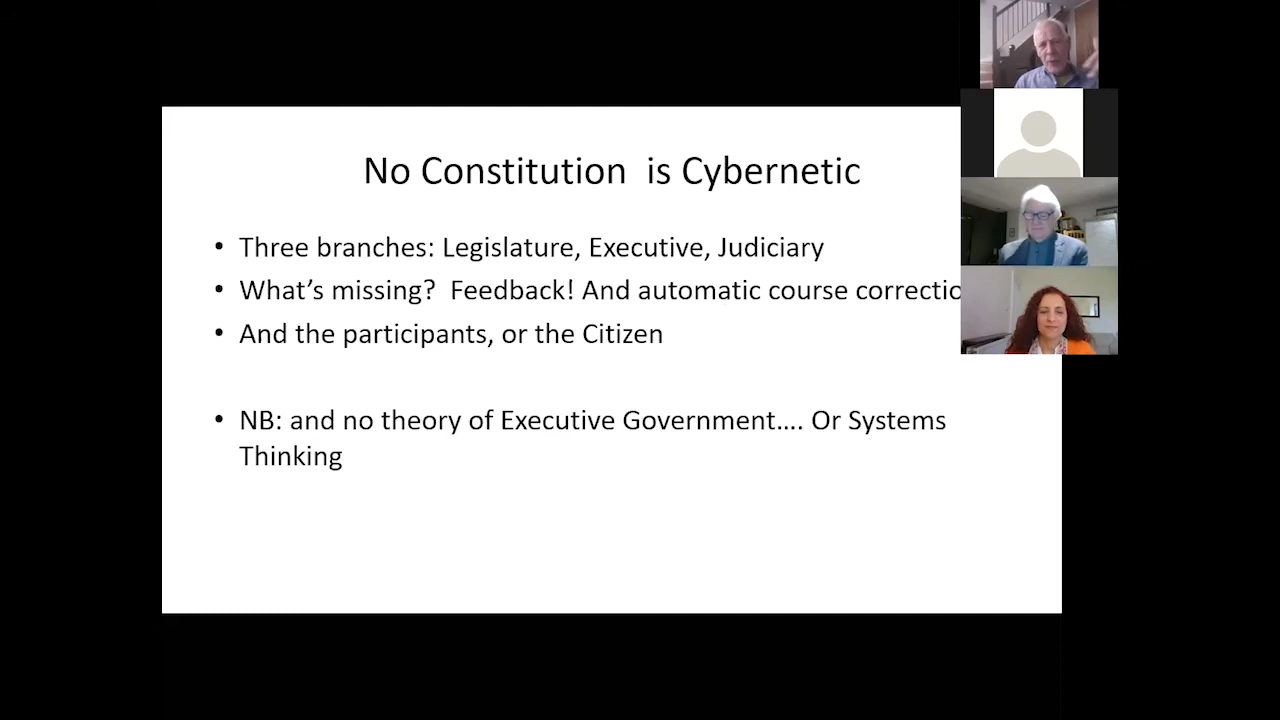 No Constitution  is Cybernetic
• Three branches: Legislature, Executive, Judiciary
• What’s missing?  Feedback! And automatic course correctio
• And the participants, or the Citizen
• NB: and no theory of Executive Government…. Or Systems
Thinking